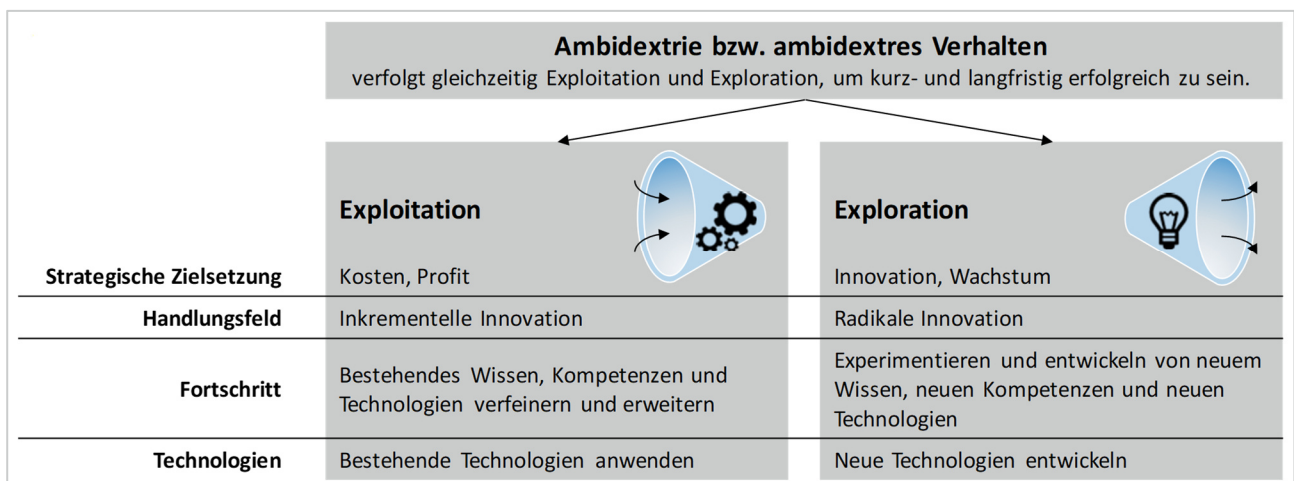 Ambidextrie bzw. ambidextres Verhalten
verfolgt gleichzeitig Exploitation und Exploration, um kurz- und langfristig erfolgreich zu sein.
Exploitation
Exploration
Strategische Zielsetzung
Kosten, Profit
Innovation, Wachstum
Handlungsfeld
Inkrementelle Innovation
Radikale Innovation
Fortschritt
Bestehendes Wissen, Kompetenzen und
Technologien verfeinern und erweitern
Experimentieren und entwickeln von neuem
Wissen, neuen Kompetenzen und neuen
Technologien
Technologien
Bestehende Technologien anwenden
Neue Technologien entwickeln